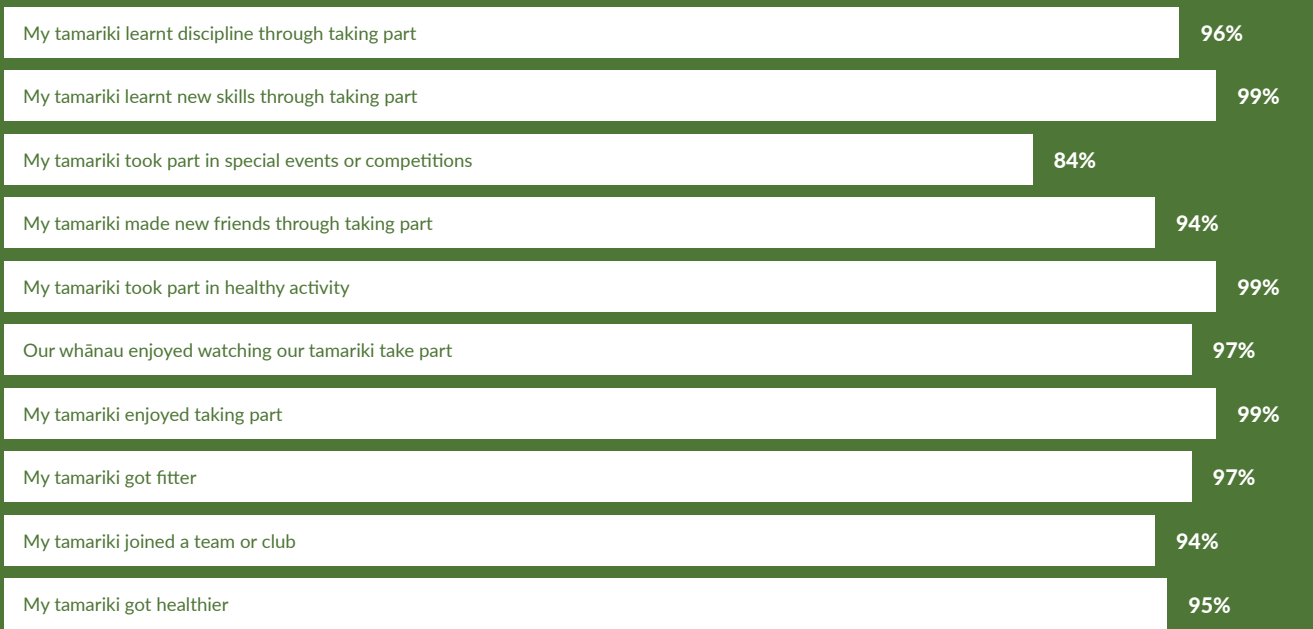 My tamariki learnt discipline through taking part 96%
My tamariki learnt new skills through taking part 99%
My tamariki took part in special events or competitions 84%
My tamariki made new friends through taking part 94%
My tamariki took part in healthy activity 99%
Our whānau enjoyed watching our tamariki take part 97%
My tamariki enjoyed taking part 99%
My tamariki got fitter 97%
My tamariki joined a team or club 94%
My tamariki got healthier 95%